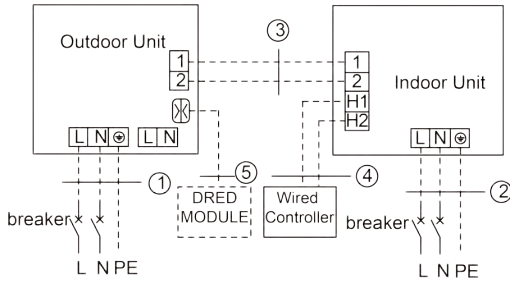 Outdoor Unit
1
2
L N
L N
③
1
2
H1
H2
Indoor Unit
L N
①
⑤
④
②
DRED
MODULE
Wired
Controller
breaker
breaker
L N PE
L N PE